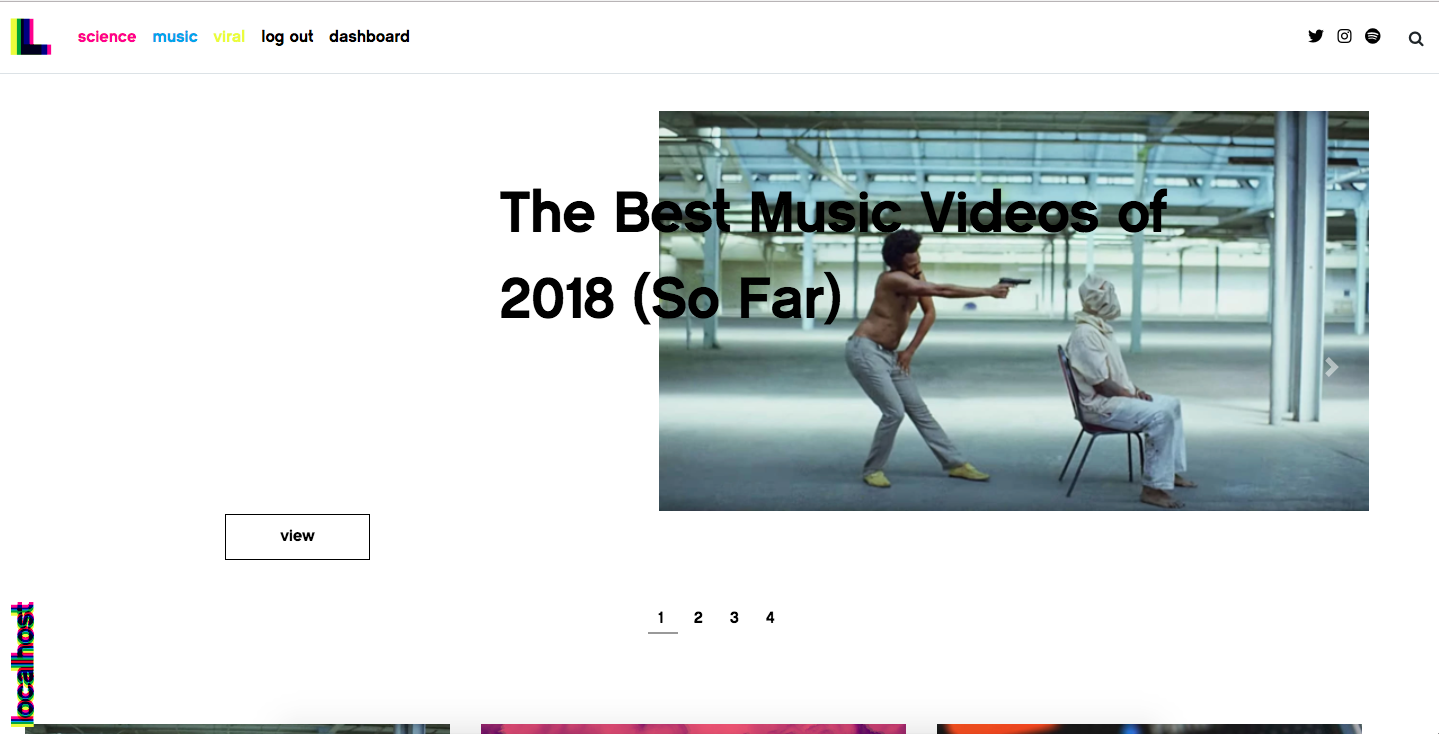 L
science music viral log out dashboard
The Best Music Videos of
2018 (So Far)
view
1 2 3 4
localhost